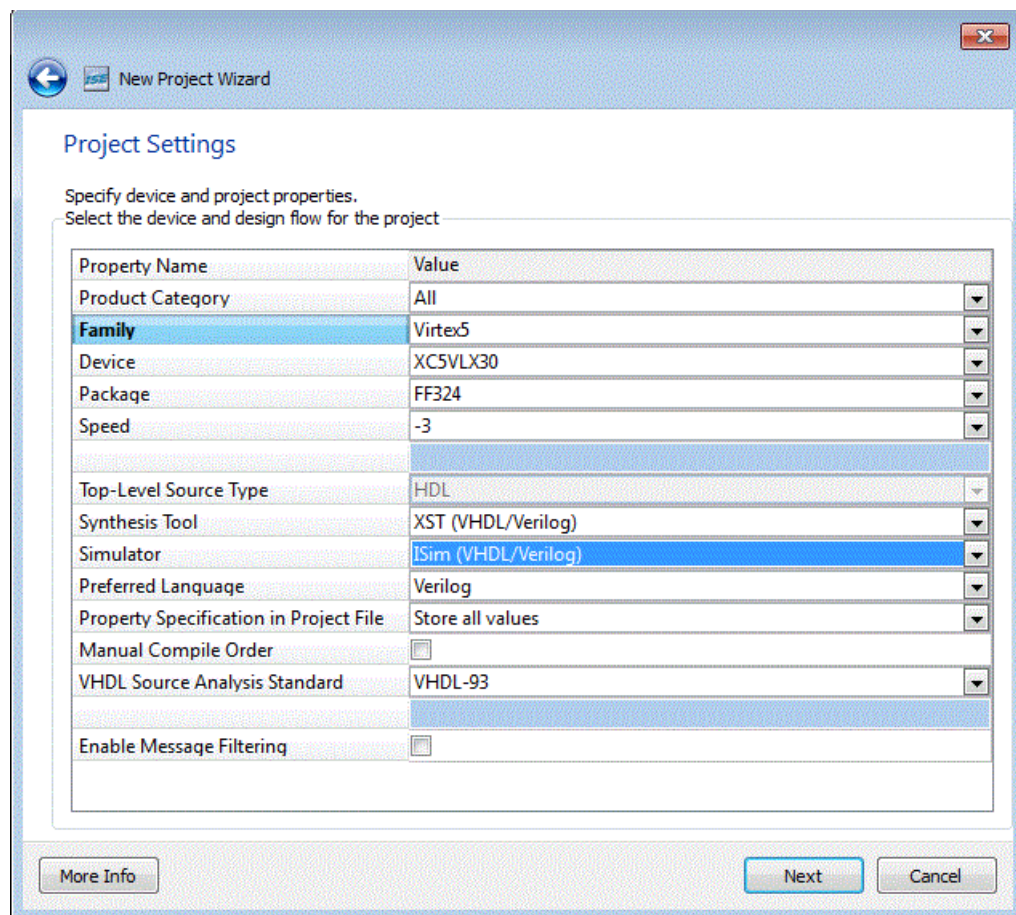 ISE New Project Wizard
Project Settings
Specify device and project properties.
Select the device and design flow for the project
Property Name Value
Product Category All
Family Virtex5
Device XC5VLX30
Package FF324
Speed -3
Top-Level Source Type HDL
Synthesis Tool XST (VHDL/Verilog)
Simulator ISim (VHDL/Verilog)
Preferred Language Verilog
Property Specification in Project File Store all values
Manual Compile Order
VHDL Source Analysis Standard VHDL-93
Enable Message Filtering
More Info Next Cancel